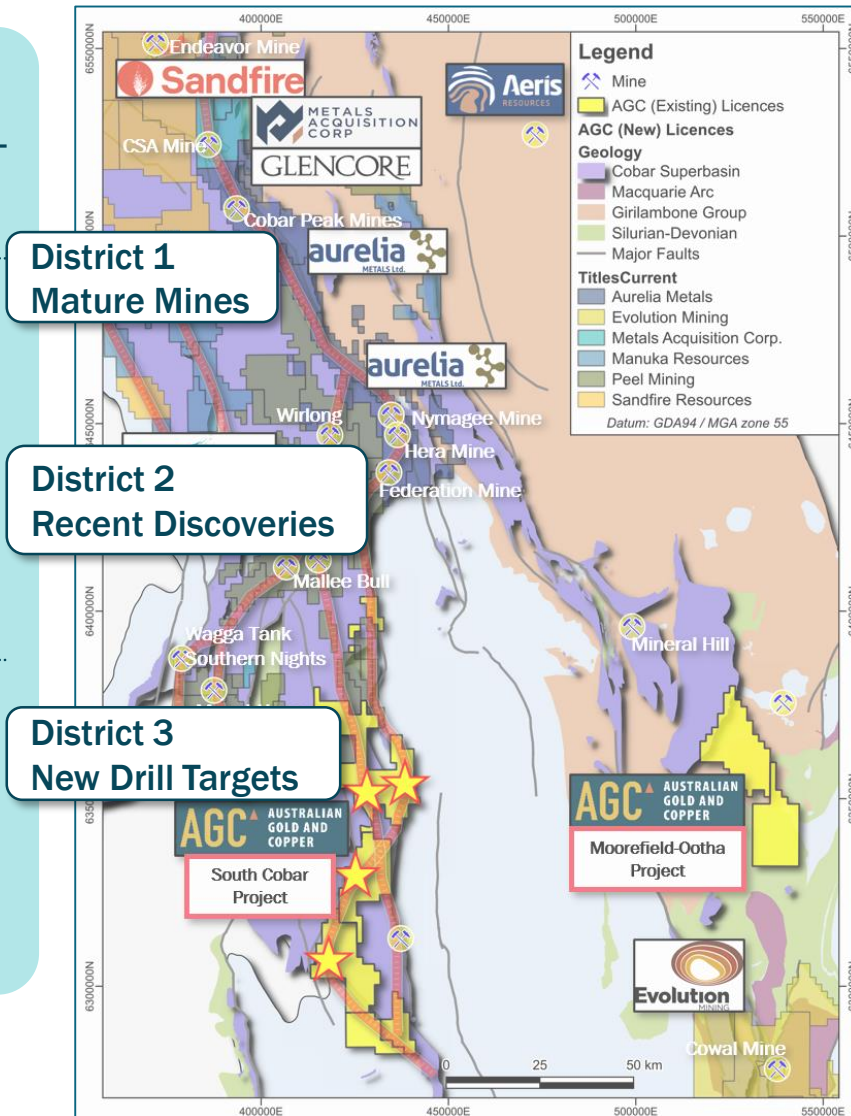 400000E
450000E
500000E
550000E
6550000N
Endeavor Mine
Sandfire
METALS
ACQUISITION
CORP
GLENCORE
Aeris
RESOURCES
CSA Mine
Cobar Peak Mines
aurelia
METALS Ltd.
Legend
Mine
AGC (Existing) Licences
AGC (New) Licences
Geology
Cobar Superbasin
Macquarie Arc
Girilambone Group
Silurian-Devonian
Major Faults
TitlesCurrent
Aurelia Metals
Evolution Mining
Metals Acquisition Corp.
Manuka Resources
Peel Mining
Sandfire Resources
Datum: GDA94 / MGA zone 55
District 1
Mature Mines
aurelia
METALS Ltd.
6450000N
Wirlong
Nymagee Mine
Hera Mine
Federation Mine
District 2
Recent Discoveries
Mallee Bull
6400000N
Wagga Tank
Southern Nights
Mineral Hill
District 3
New Drill Targets
AGC
AUSTRALIAN
GOLD AND
COPPER
South Cobar
Project
AGC
AUSTRALIAN
GOLD AND
COPPER
Moorefield-Ootha
Project
6300000N
Evolution
MINING
Cowal Mine
0
25
50 km
400000E
450000E
500000E
550000E